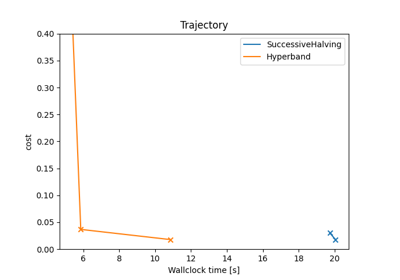 Trajectory
SuccessiveHalving
Hyperband
cost
0.40
0.35
0.30
0.25
0.20
0.15
0.10
0.05
0.00
6 8 10 12 14 16 18 20
Wallclock time [s]